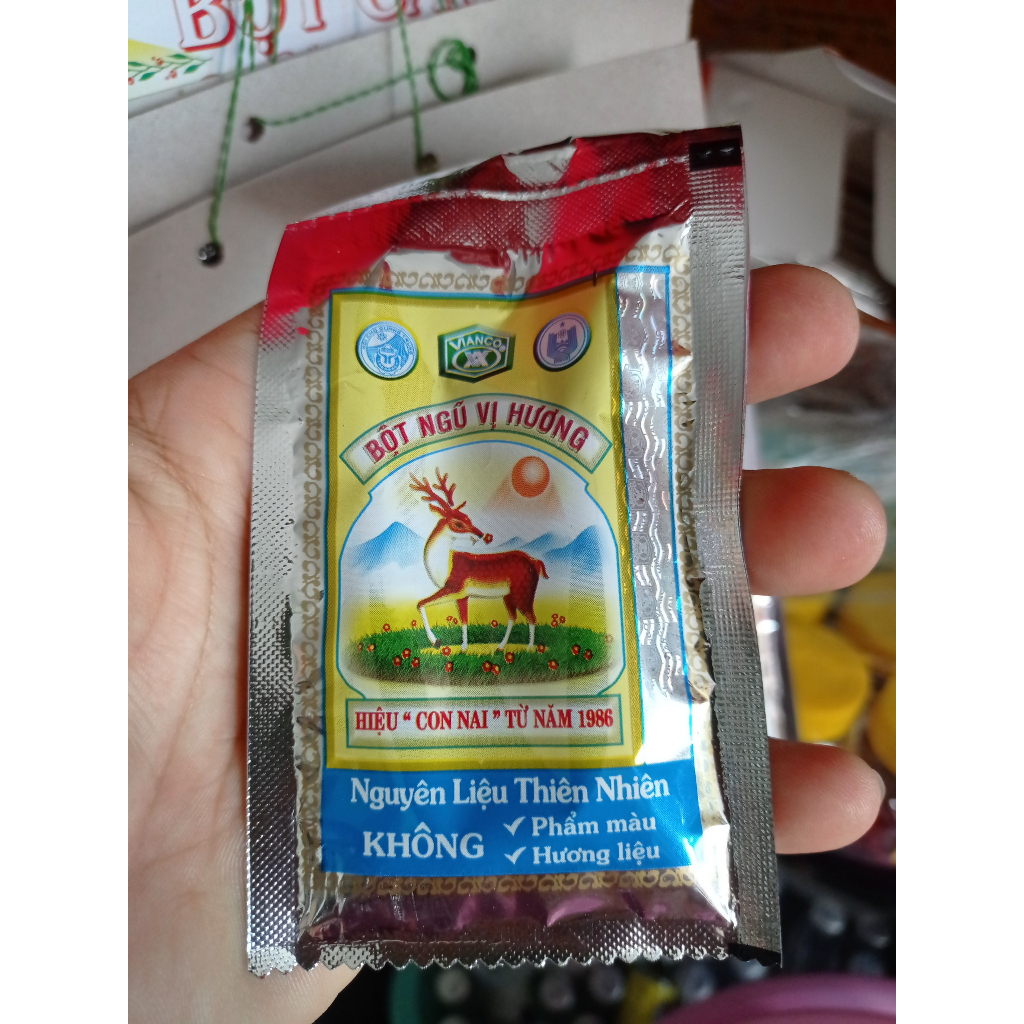 BỘT
VIANCO
BỘT NGŨ VỊ HƯƠNG
HIỆU “ CON NAI ” TỪ NĂM 1986
Nguyên Liệu Thiên Nhiên
KHÔNG ✓ Phẩm màu
✓ Hương liệu